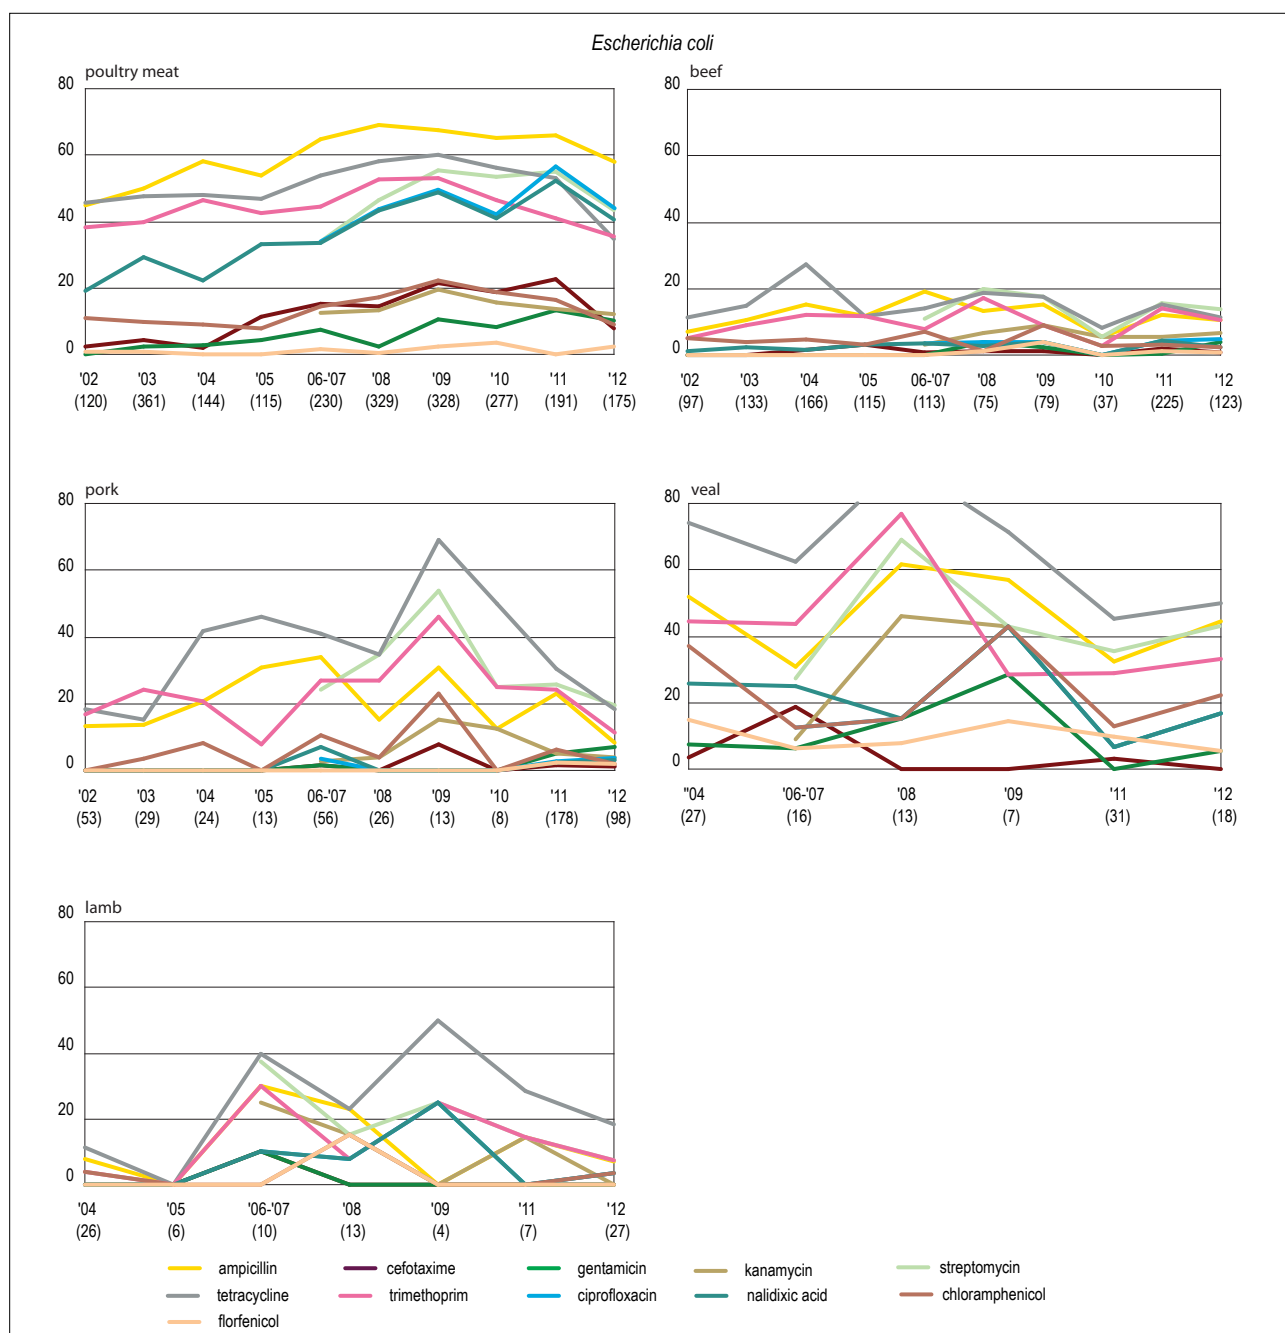 Escherichia coli
poultry meat
80
60
40
20
0
'02 '03 '04 '05 06-'07 '08 '09 '10 '11 '12
(120) (361) (144) (115) (230) (329) (328) (277) (191) (175)
beef
80
60
40
20
0
'02 '03 '04 '05 06-'07 '08 '09 '10 '11 '12
(97) (133) (166) (115) (113) (75) (79) (37) (225) (123)
pork
80
60
40
20
0
'02 '03 '04 '05 06-'07 '08 '09 '10 '11 '12
(53) (29) (24) (13) (56) (26) (13) (8) (178) (98)
veal
80
60
40
20
0
"04 '06-'07 '08 '09 '11 '12
(27) (16) (13) (7) (31) (18)
lamb
80
60
40
20
0
'04 '05 '06-'07 '08 '09 '11 '12
(26) (6) (10) (13) (4) (7) (27)
ampicillin cefotaxime gentamicin kanamycin streptomycin
tetracycline trimethoprim ciprofloxacin nalidixic acid chloramphenicol
florfenicol